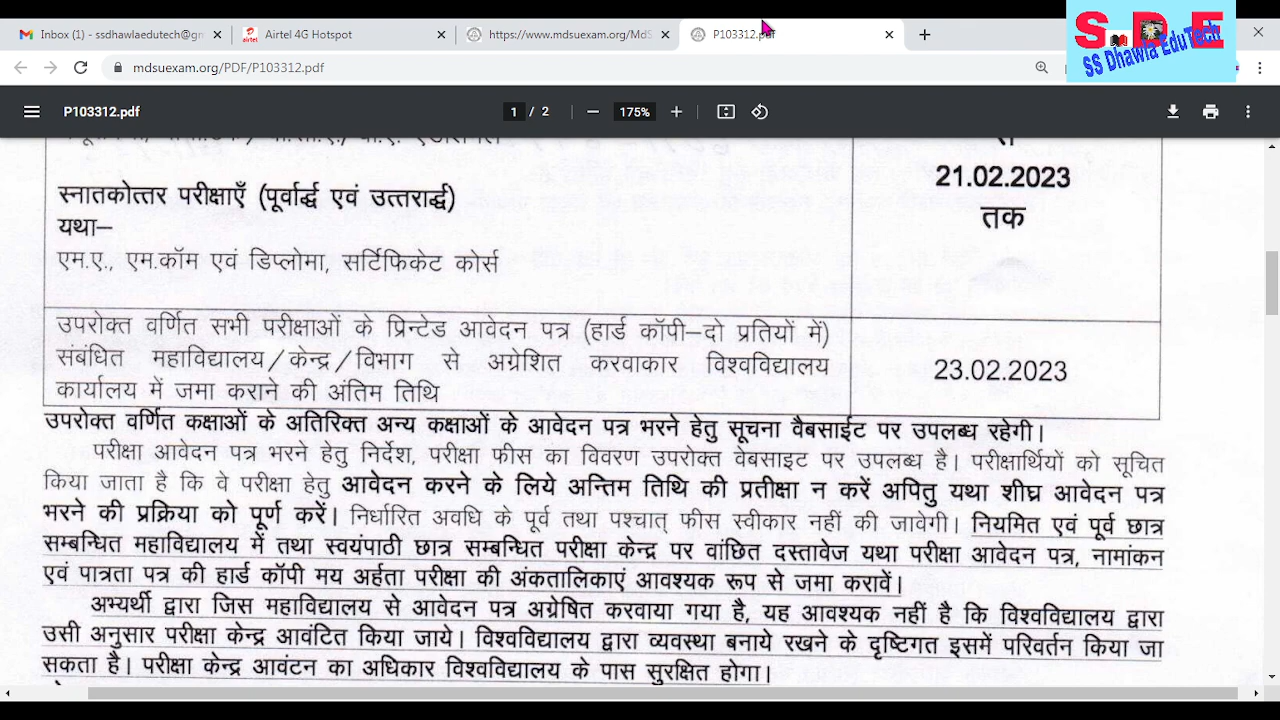 Inbox (1) - ssdhawlaedutech@gm
airtel
Airtel 4G Hotspot
https://www.mdsuexam.org/MdS
P103312.pdf
S.D.E
SS Dhawla EduTech
mdsuexam.org/PDF/P103312.pdf
P103312.pdf
1 / 2
175%
21.02.2023
तक
स्नातकोत्तर परीक्षाएँ (पूर्वार्द्ध एवं उत्तरार्द्ध)
यथा–
एम.ए., एम.कॉम एवं डिप्लोमा, सर्टिफिकेट कोर्स
उपरोक्त वर्णित सभी परीक्षाओं के प्रिन्टेड आवेदन पत्र (हार्ड कॉपी–दो प्रतियों में)
संबंधित महाविद्यालय/केन्द्र/विभाग से अग्रेशित करवाकार विश्वविद्यालय
कार्यालय में जमा कराने की अंतिम तिथि
23.02.2023
उपरोक्त वर्णित कक्षाओं के अतिरिक्त अन्य कक्षाओं के आवेदन पत्र भरने हेतु सूचना वैबसाईट पर उपलब्ध रहेगी।
परीक्षा आवेदन पत्र भरने हेतु निर्देश, परीक्षा फीस का विवरण उपरोक्त वेबसाइट पर उपलब्ध है। परीक्षार्थियों को सूचित
किया जाता है कि वे परीक्षा हेतु आवेदन करने के लिये अन्तिम तिथि की प्रतीक्षा न करें अपितु यथा शीघ्र आवेदन पत्र
भरने की प्रक्रिया को पूर्ण करें। निर्धारित अवधि के पूर्व तथा पश्चात् फीस स्वीकार नहीं की जावेगी। नियमित एवं पूर्व छात्र
सम्बन्धित महाविद्यालय में तथा स्वयंपाठी छात्र सम्बन्धित परीक्षा केन्द्र पर वांछित दस्तावेज यथा परीक्षा आवेदन पत्र, नामांकन
एवं पात्रता पत्र की हार्ड कॉपी मय अर्हता परीक्षा की अंकतालिकाएं आवश्यक रूप से जमा करावें।
अभ्यर्थी द्वारा जिस महाविद्यालय से आवेदन पत्र अग्रेषित करवाया गया है, यह आवश्यक नहीं है कि विश्वविद्यालय द्वारा
उसी अनुसार परीक्षा केन्द्र आवंटित किया जाये। विश्वविद्यालय द्वारा व्यवस्था बनाये रखने के दृष्टिगत इसमें परिवर्तन किया जा
सकता है। परीक्षा केन्द्र आवंटन का अधिकार विश्वविद्यालय के पास सुरक्षित होगा।